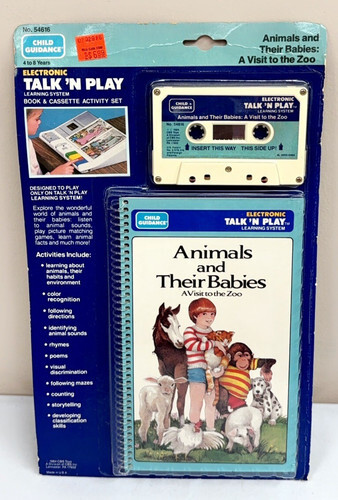 No. 54616
CHILD
GUIDANCE®
4 to 8 Years
ELECTRONIC
TALK 'N PLAY™
LEARNING SYSTEM
BOOK & CASSETTE ACTIVITY SET
Animals and
Their Babies:
A Visit to the Zoo
CHILD
GUIDANCE
ELECTRONIC
TALK 'N PLAY™
LEARNING SYSTEM
Animals and Their Babies: A Visit to the Zoo
INSERT THIS WAY
THIS SIDE UP!
DESIGNED TO PLAY
ONLY ON TALK 'N PLAY
LEARNING SYSTEM!
Explore the wonderful
world of animals and
their babies: listen
to animal sounds,
play picture matching
games, learn animal
facts and much more!
Activities Include:
• learning about
animals, their
habits and
environment
• color
recognition
• following
directions
• identifying
animal sounds
• rhymes
• poems
• visual
discrimination
• following mazes
• counting
• storytelling
• developing
classification
skills
CHILD
GUIDANCE®
ELECTRONIC
TALK 'N PLAY™
LEARNING SYSTEM
Animals
and
Their Babies
A Visit to the Zoo